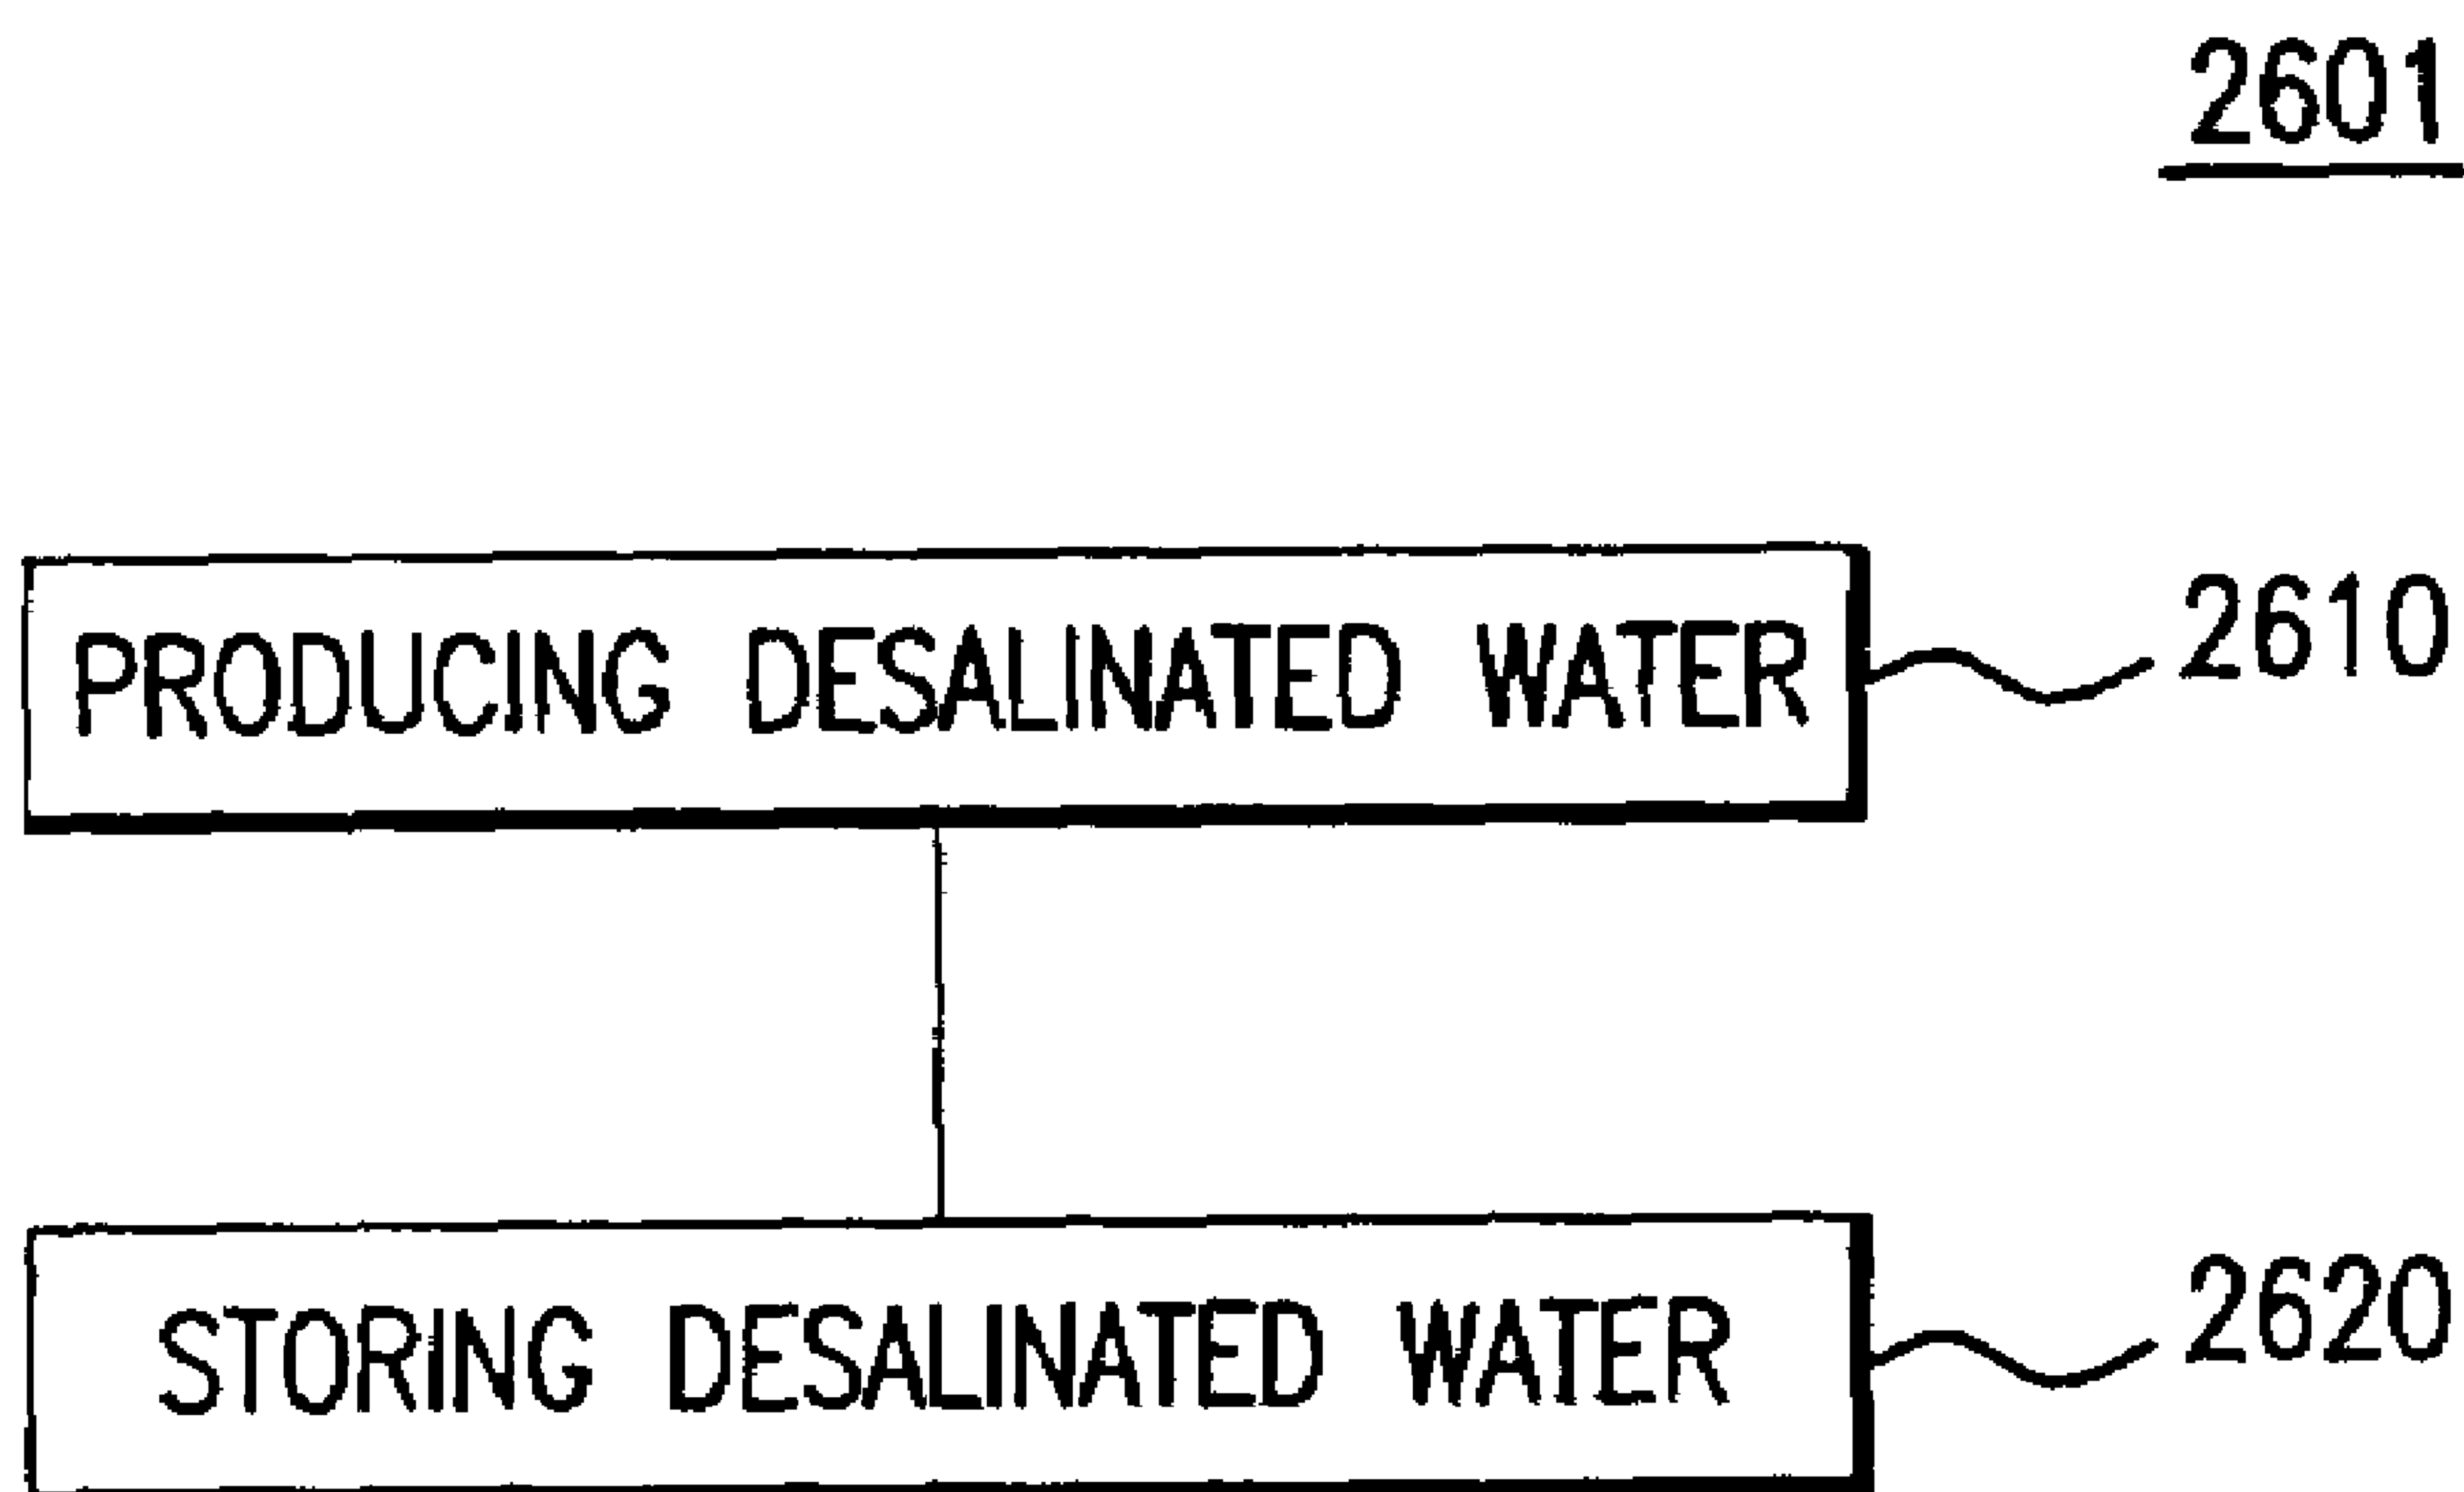 2601
PRODUCING DESALINATED WATER
2610
STORING DESALINATED WATER
2620